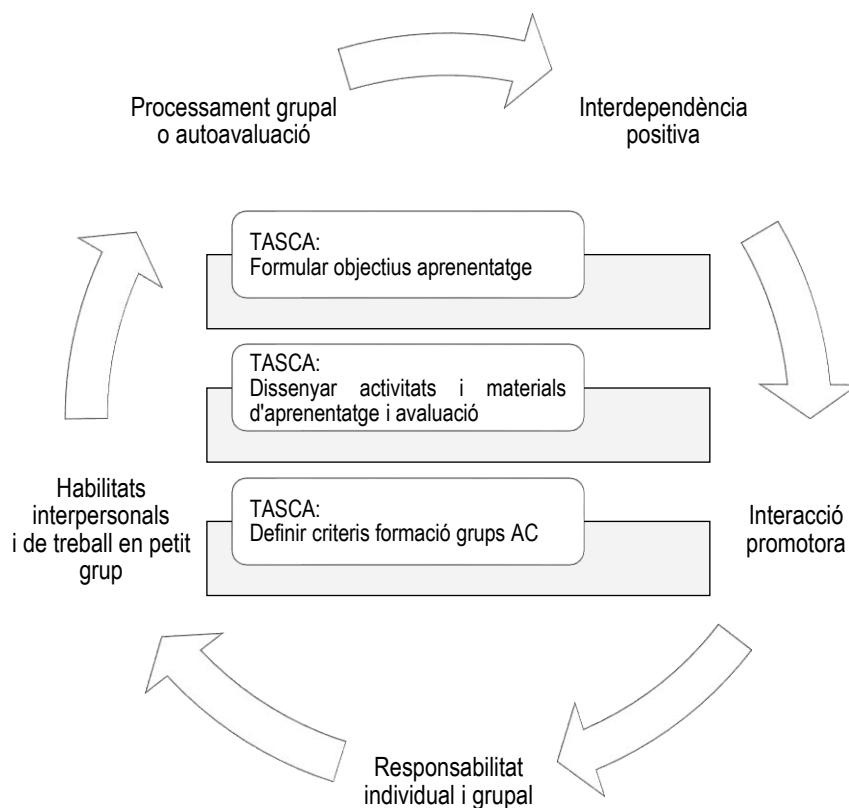 Processament grupal
o autoavaluació
Interdependència
positiva
TASCA:
Formular objectius aprenentatge
TASCA:
Dissenyar activitats i materials
d'aprenentatge i avaluació
TASCA:
Definir criteris formació grups AC
Habilitats
interpersonals
i de treball en petit
grup
Interacció
promotora
Responsabilitat
individual i grupal